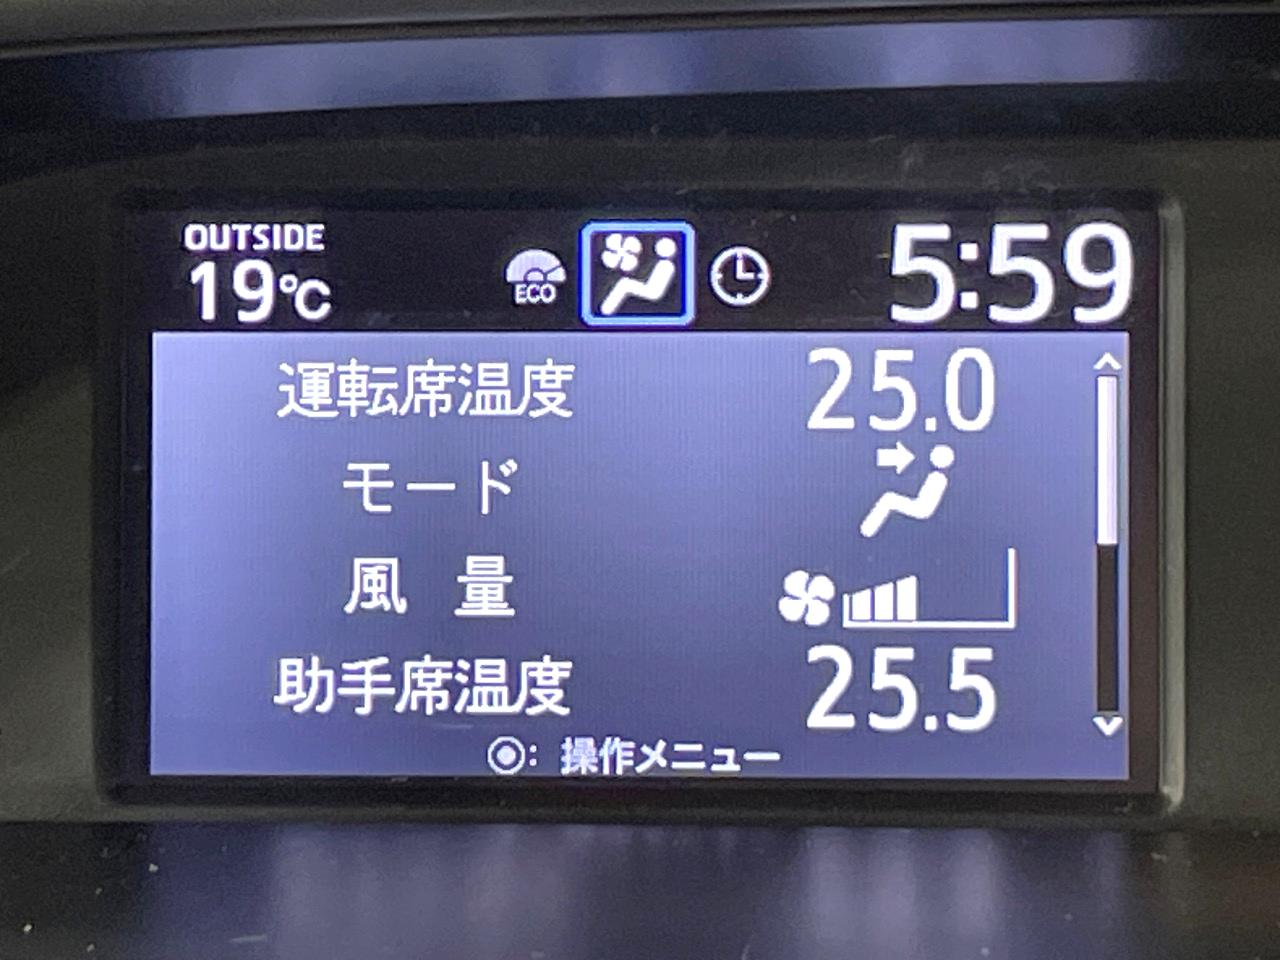 OUTSIDE
19℃
ECO
5:59
運転席温度 25.0
モード
風 量
助手席温度 25.5
◉: 操作メニュー